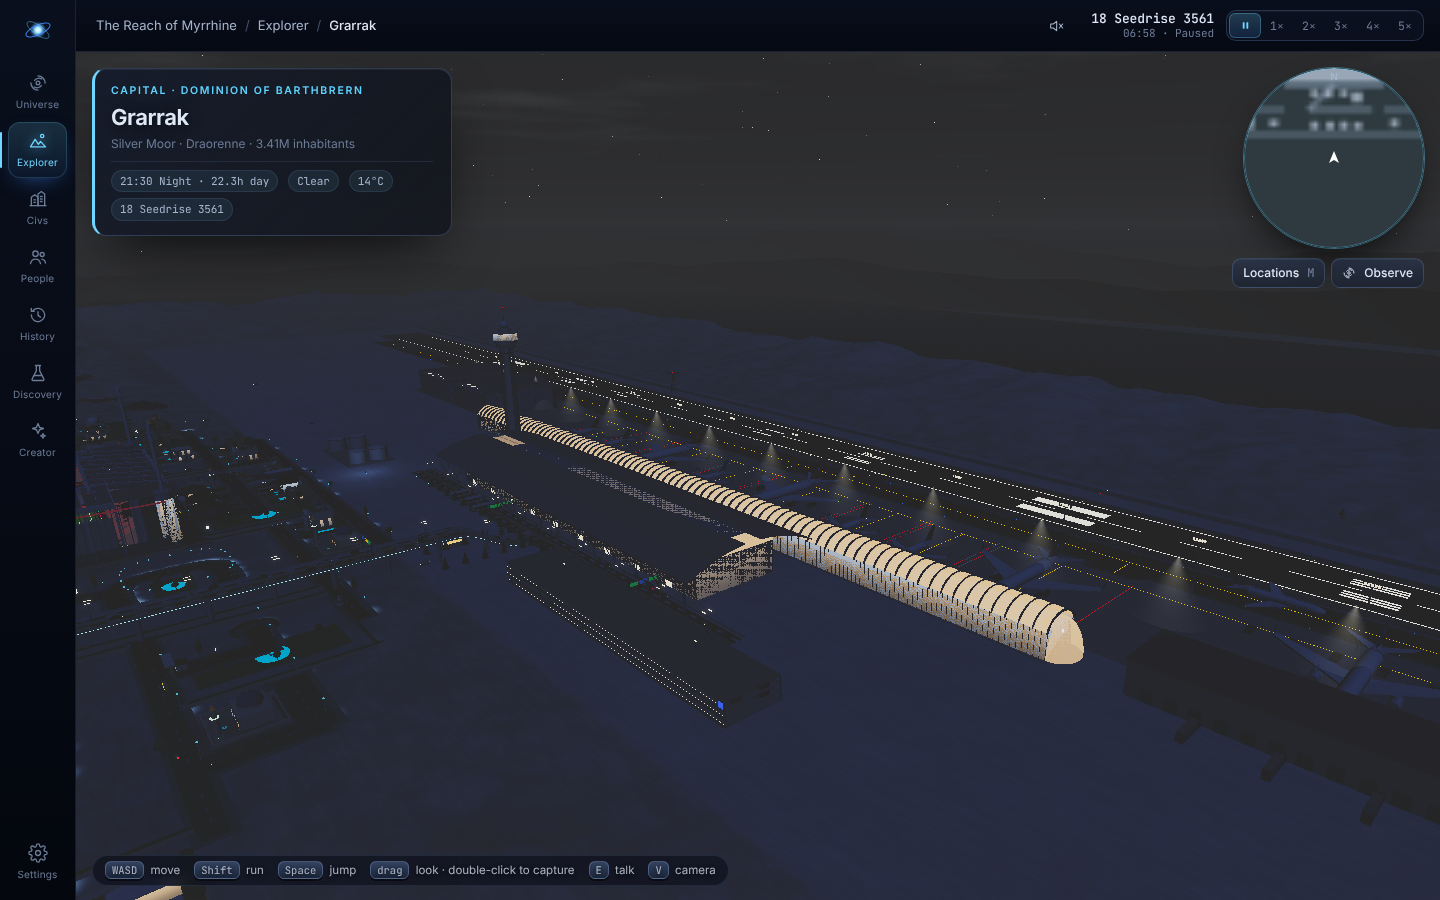 The Reach of Myrrhine / Explorer / Grarrak
18 Seedrise 3561
06:58 · Paused
1×
2×
3×
4×
5×
Universe
Explorer
Civs
People
History
Discovery
Creator
Settings
CAPITAL · DOMINION OF BARTHBRERN
Grarrak
Silver Moor · Draorenne · 3.41M inhabitants
21:30 Night · 22.3h day
Clear
14°C
18 Seedrise 3561
N
Locations M
Observe
WASD move Shift run Space jump drag look · double-click to capture E talk V camera